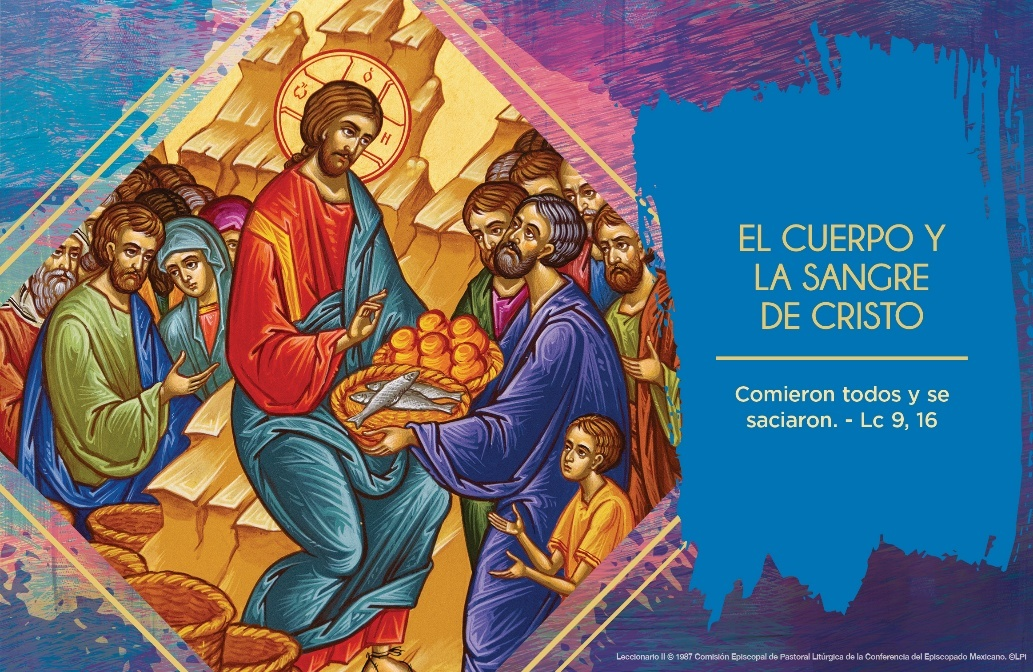 Ὁ
Ѡ
Ν
EL CUERPO Y
LA SANGRE
DE CRISTO
Comieron todos y se
saciaron. - Lc 9, 16
Leccionario II © 1987 Comisión Episcopal de Pastoral Litúrgica de la Conferencia del Episcopado Mexicano. ©LPi